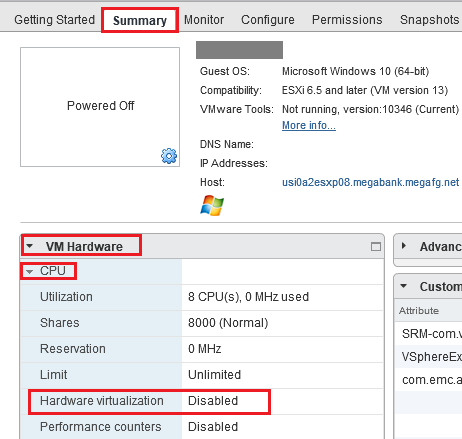 Getting Started Summary Monitor Configure Permissions Snapshots
Powered Off
Guest OS: Microsoft Windows 10 (64-bit)
Compatibility: ESXi 6.5 and later (VM version 13)
VMware Tools: Not running, version:10346 (Current)
More info...
DNS Name:
IP Addresses:
Host: usi0a2esxp08.megabank.megafg.net
VM Hardware
CPU
Utilization 8 CPU(s), 0 MHz used
Shares 8000 (Normal)
Reservation 0 MHz
Limit Unlimited
Hardware virtualization Disabled
Performance counters Disabled
Advan
Custom
Attribute
SRM-com.v
VSphereEx
com.emc.a